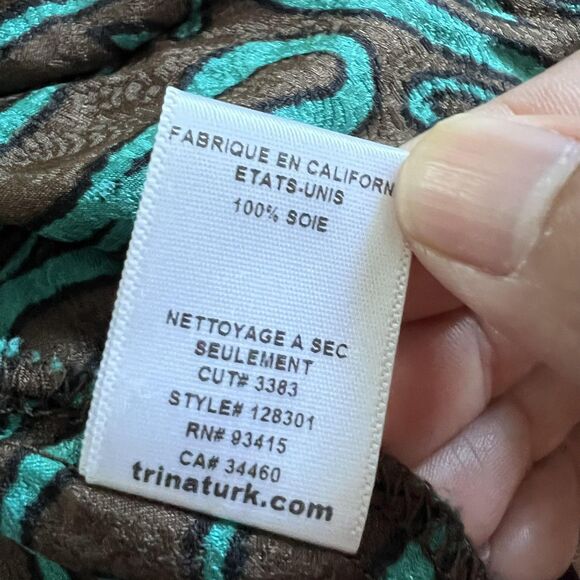 FABRIQUE EN CALIFORN
ETATS-UNIS
100% SOIE
NETTOYAGE A SEC
SEULEMENT
CUT# 3383
STYLE# 128301
RN# 93415
CA# 34460
trinaturk.com